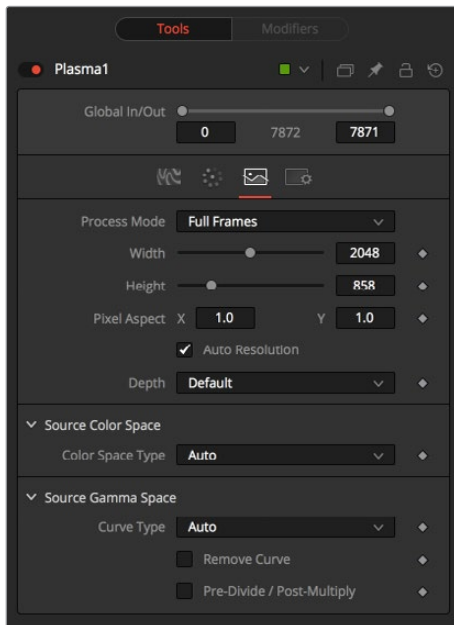 Tools Modifiers
Plasma1
Global In/Out
0 7872 7871
Process Mode Full Frames
Width 2048
Height 858
Pixel Aspect X 1.0 Y 1.0
Auto Resolution
Depth Default
Source Color Space
Color Space Type Auto
Source Gamma Space
Curve Type Auto
Remove Curve
Pre-Divide / Post-Multiply